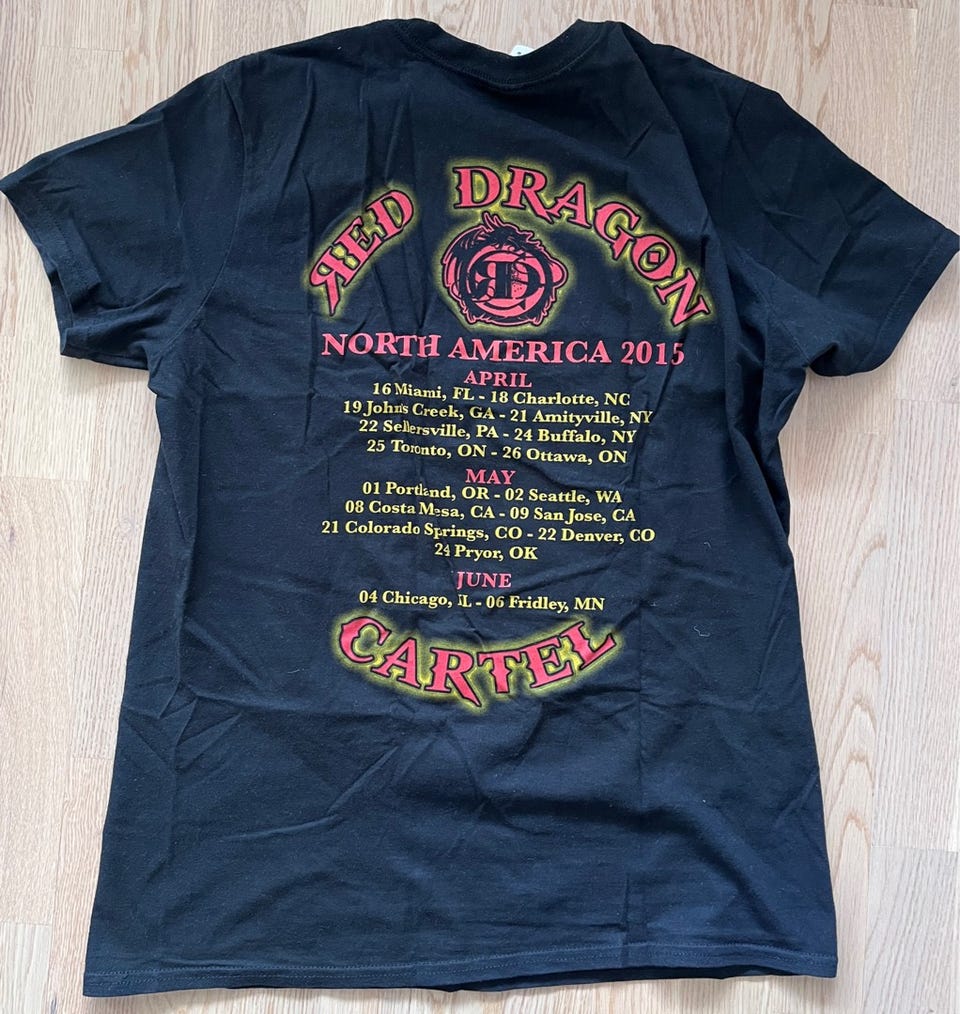 RED DRAGON
NORTH AMERICA 2015
APRIL
16 Miami, FL - 18 Charlotte, NC
19 John's Creek, GA - 21 Amityville, NY
22 Sellersville, PA - 24 Buffalo, NY
25 Toronto, ON - 26 Ottawa, ON
MAY
01 Portland, OR - 02 Seattle, WA
08 Costa Mesa, CA - 09 San Jose, CA
21 Colorado Springs, CO - 22 Denver, CO
24 Pryor, OK
JUNE
04 Chicago, IL - 06 Fridley, MN
CARTEL